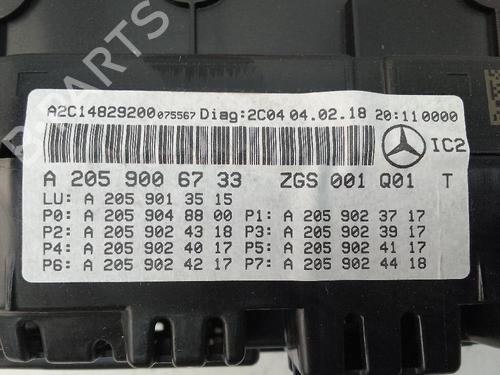 A2C14829200075567 Diag:2C04 04.02.18 20:110000
IC2
A 205 900 67 33 ZGS 001 Q01 T
LU: A 205 901 35 15
P0: A 205 904 88 00 P1: A 205 902 37 17
P2: A 205 902 43 18 P3: A 205 902 39 17
P4: A 205 902 40 17 P5: A 205 902 41 17
P6: A 205 902 42 17 P7: A 205 902 44 18
B PARTS